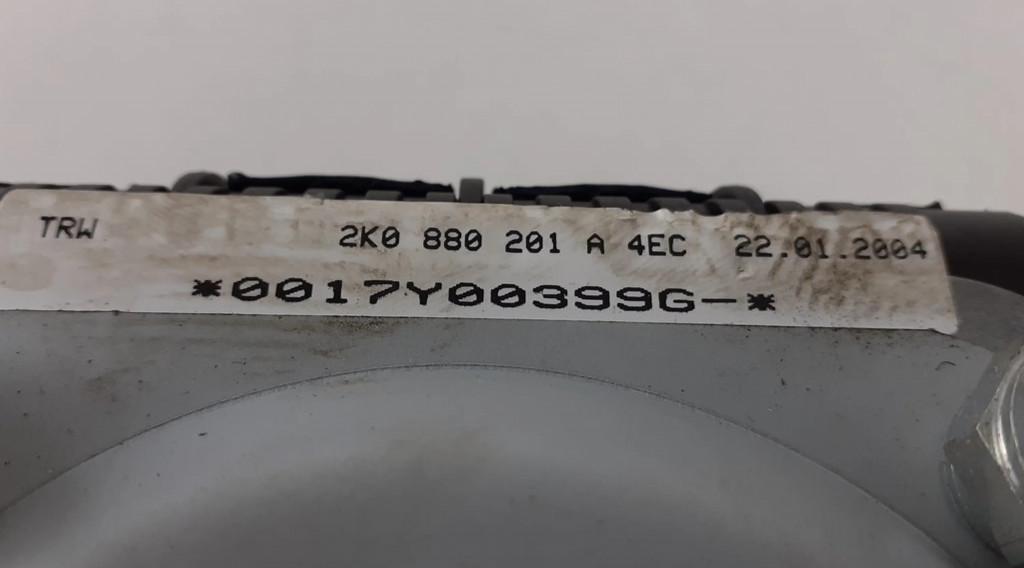 TRW 2K0 880 201 A 4EC 22.01.2004
*0017Y00399G-*